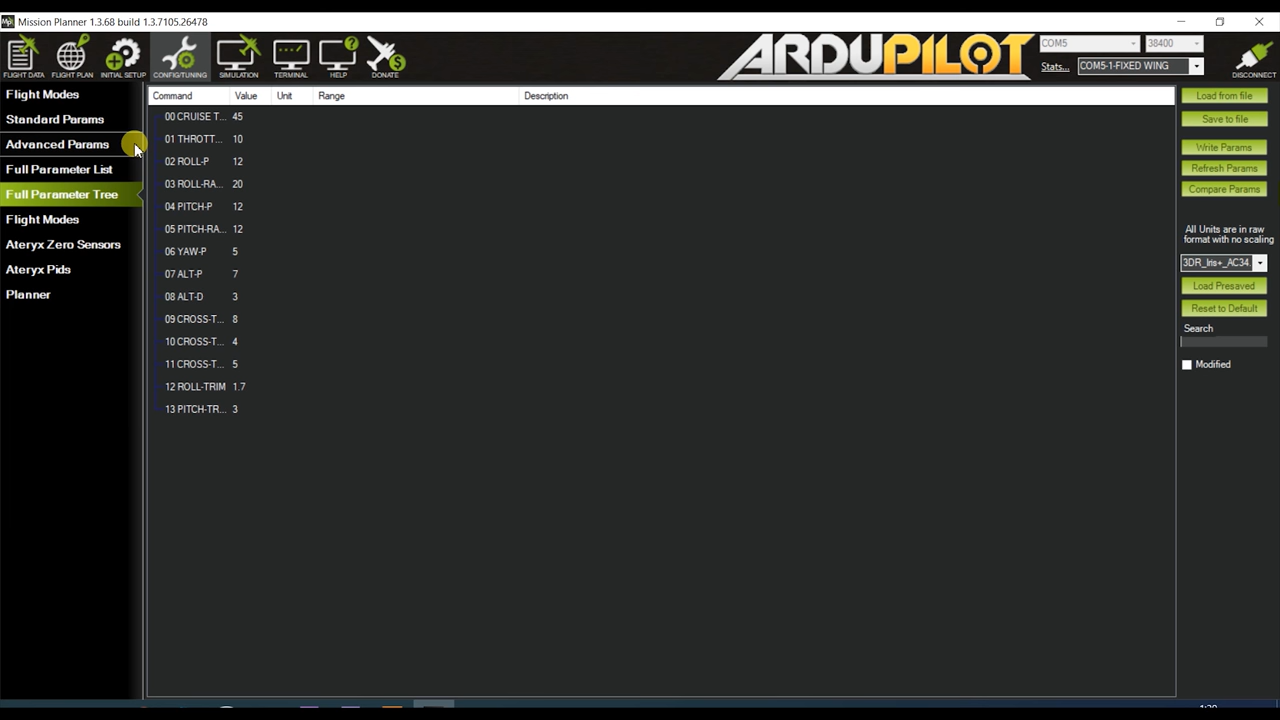 Mission Planner 1.3.68 build 1.3.7105.26478
FLIGHT DATA
FLIGHT PLAN
INITIAL SETUP
CONFIG/TUNING
SIMULATION
TERMINAL
HELP
DONATE
ARDUPILOT
COM5
38400
Stats...
COM5-1-FIXED WING
DISCONNECT
Flight Modes
Standard Params
Advanced Params
Full Parameter List
Full Parameter Tree
Flight Modes
Ateryx Zero Sensors
Ateryx Pids
Planner
Command Value Unit Range Description
00 CRUISE T... 45
01 THROTT... 10
02 ROLL-P 12
03 ROLL-RA... 20
04 PITCH-P 12
05 PITCH-RA... 12
06 YAW-P 5
07 ALT-P 7
08 ALT-D 3
09 CROSS-T... 8
10 CROSS-T... 4
11 CROSS-T... 5
12 ROLL-TRIM 1.7
13 PITCH-TR... 3
Load from file
Save to file
Write Params
Refresh Params
Compare Params
All Units are in raw
format with no scaling
3DR_Iris+_AC34.
Load Presaved
Reset to Default
Search
Modified